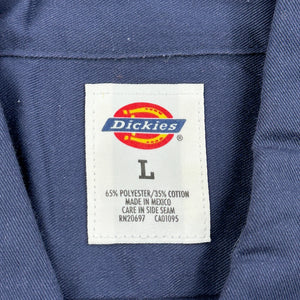 Dickies®
L
65% POLYESTER/35% COTTON
MADE IN MEXICO
CARE IN SIDE SEAM
RN20697 CA01095